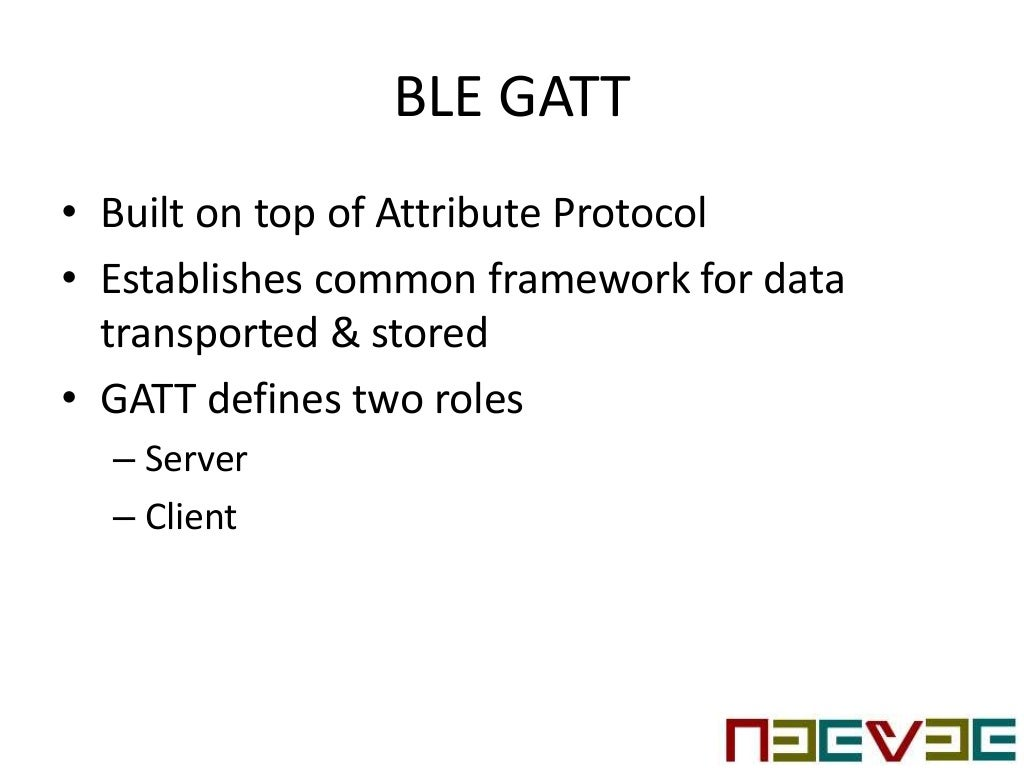 BLE GATT
• Built on top of Attribute Protocol
• Establishes common framework for data
transported & stored
• GATT defines two roles
– Server
– Client